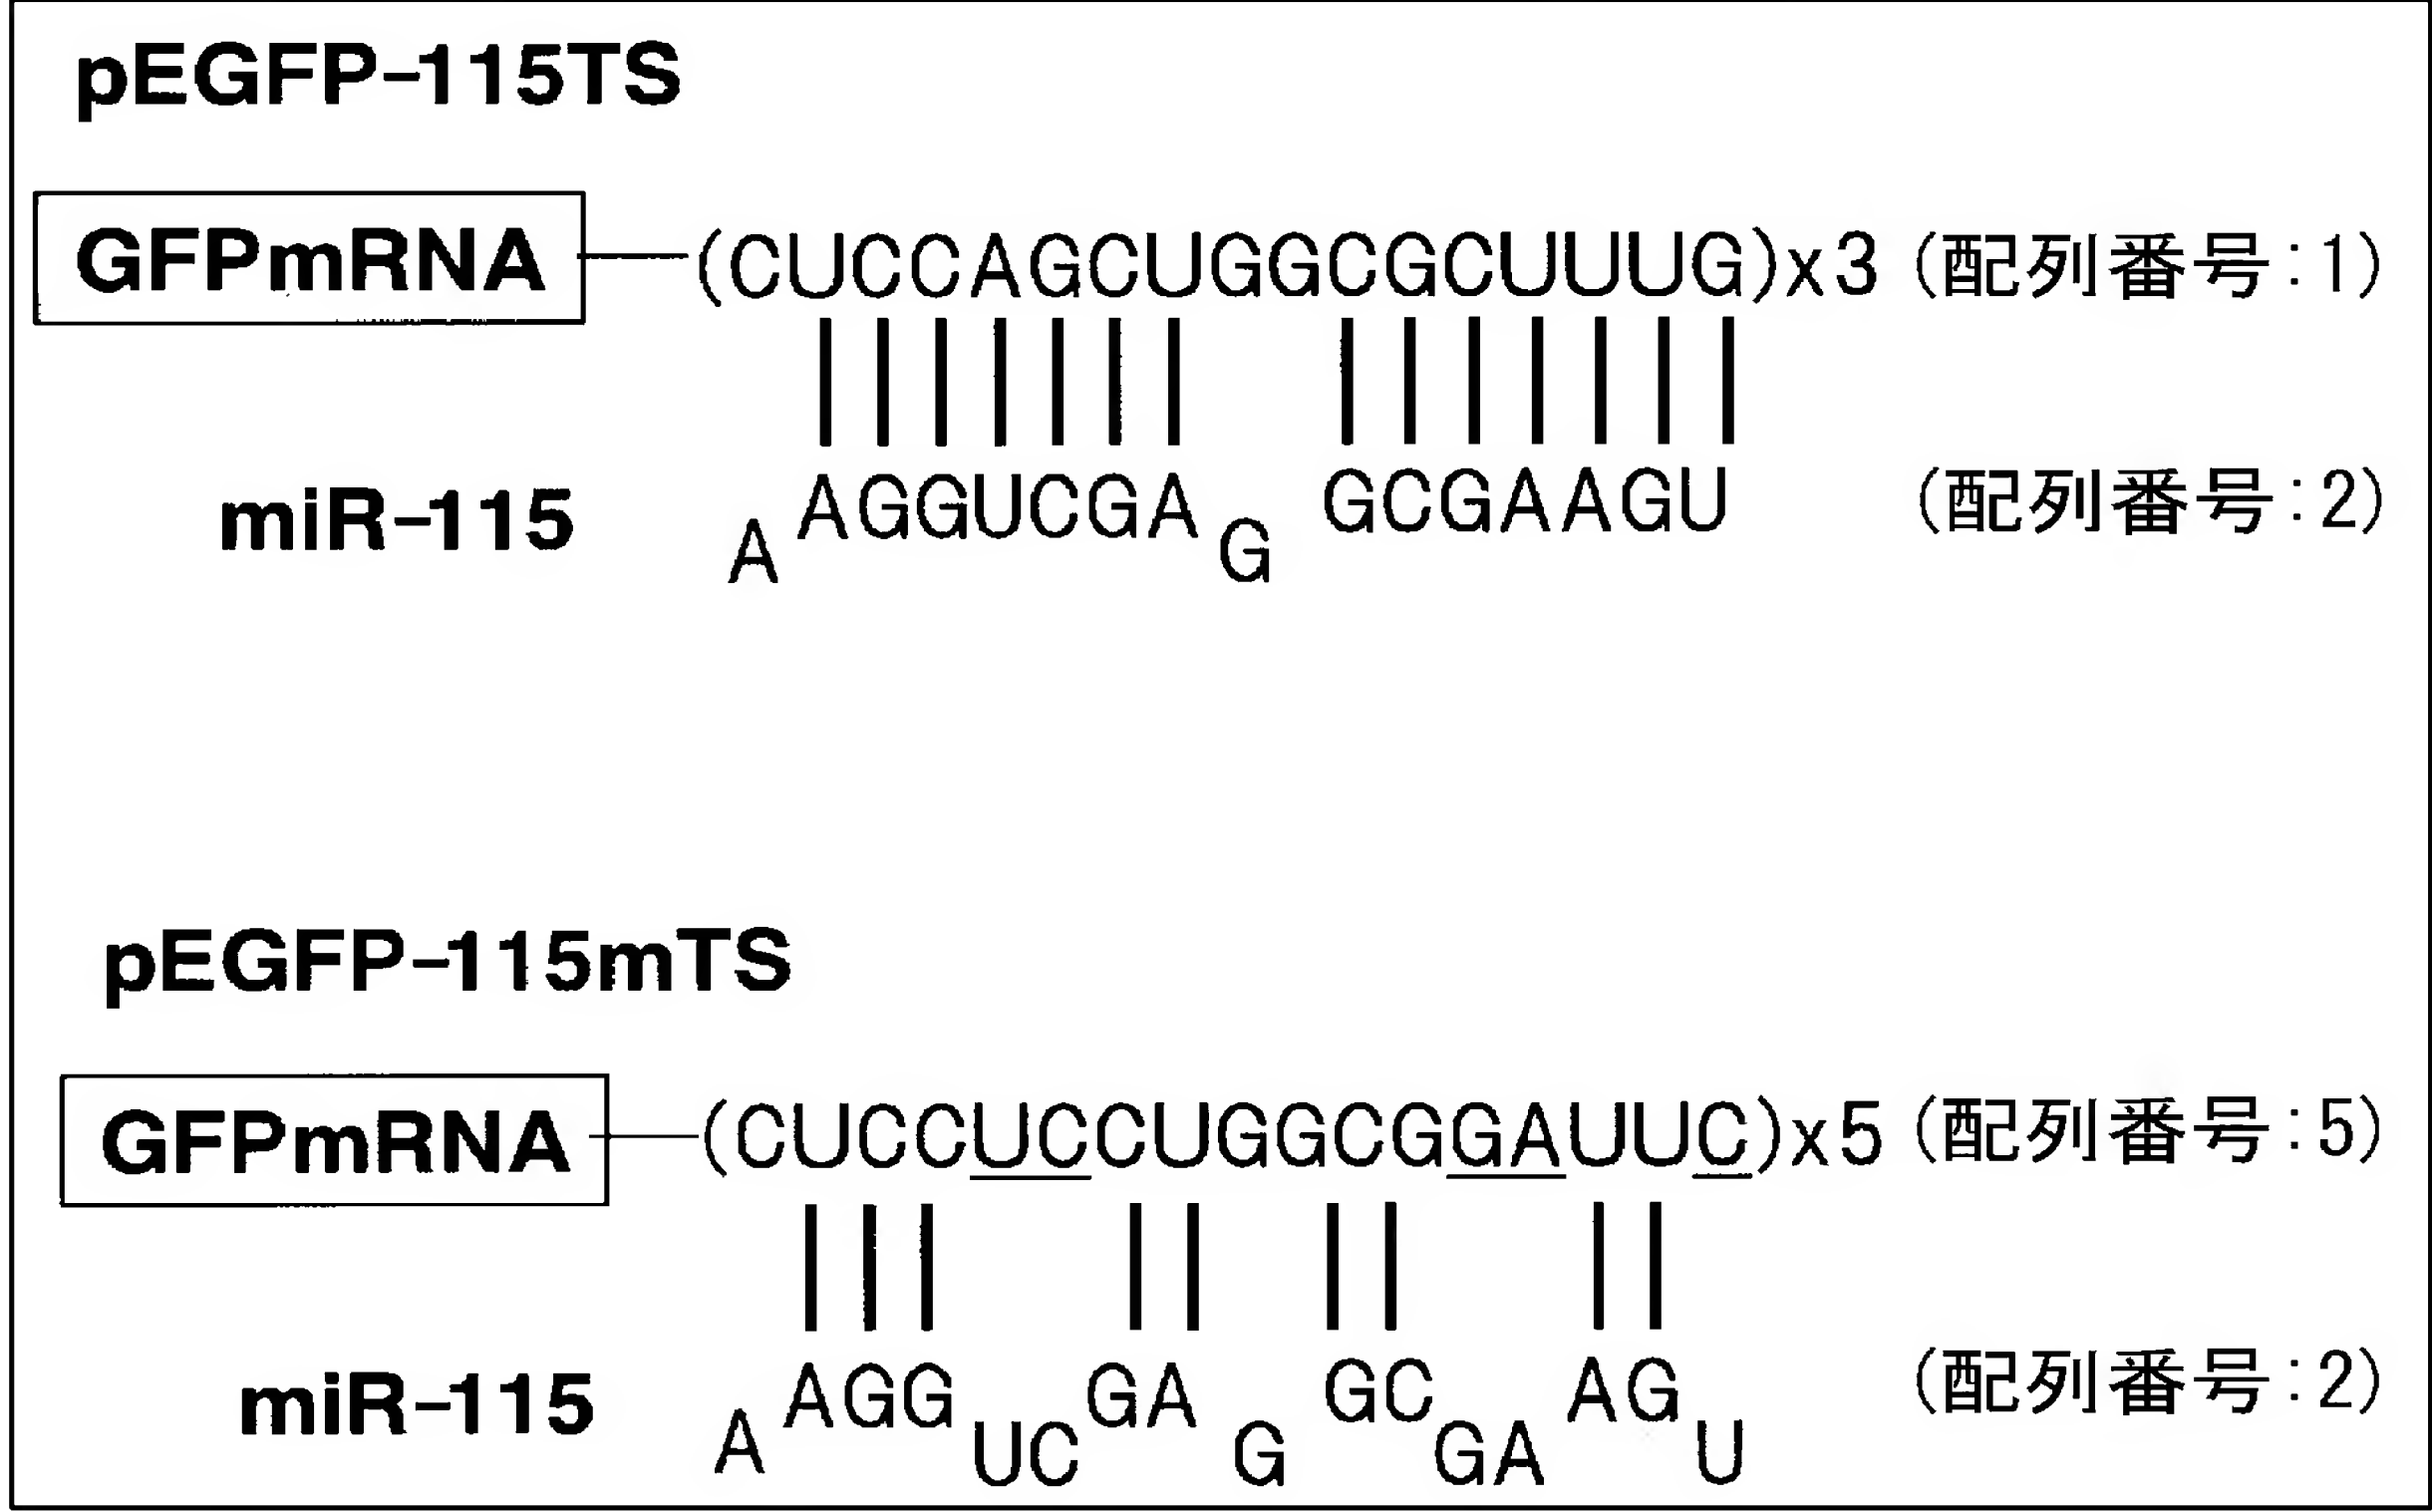 pEGFP-115TS
GFPmRNA (CUCCAGCUGGCGCUUUG)x3 (配列番号:1)
miR-115 A AGGUCGA G GCGAAGU (配列番号:2)
pEGFP-115mTS
GFPmRNA (CUCCUCCUGGCGGAUUC)x5 (配列番号:5)
miR-115 A AGG UC GA G GC GA AG U (配列番号:2)